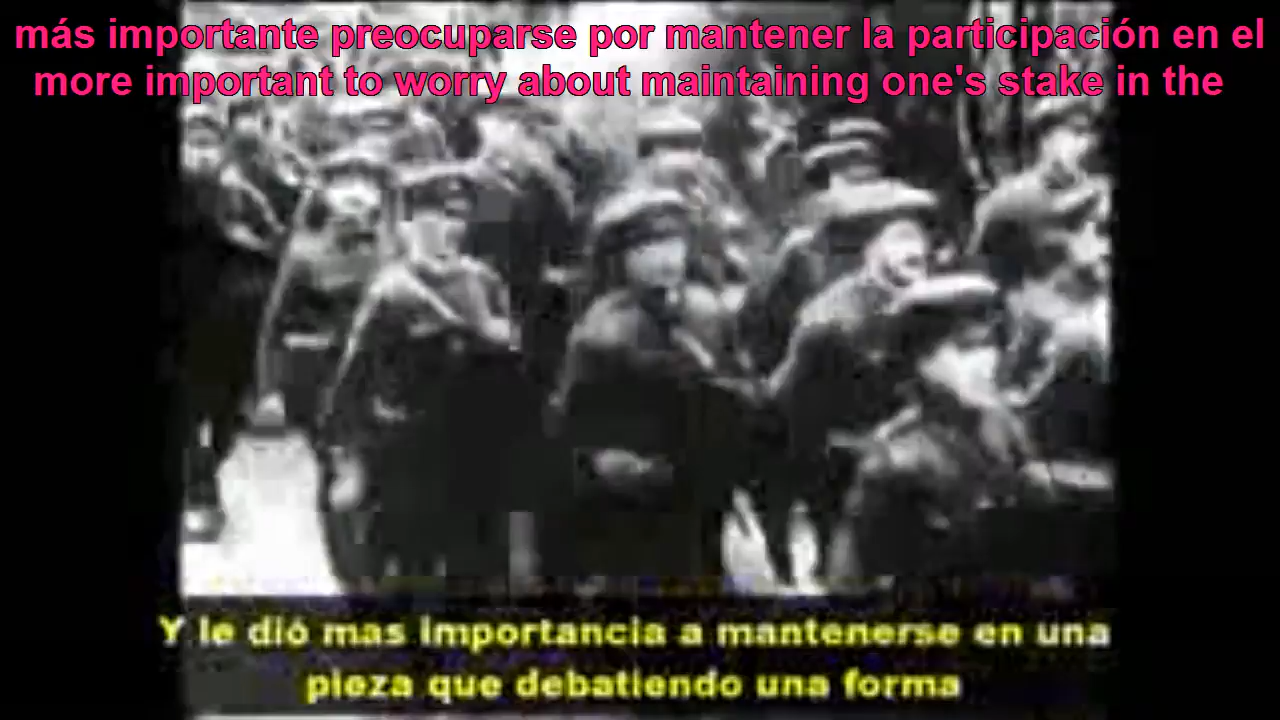 más importante preocuparse por mantener la participación en el
more important to worry about maintaining one's stake in the
Y le dió mas importancia a mantenerse en una
pieza que debatiendo una forma